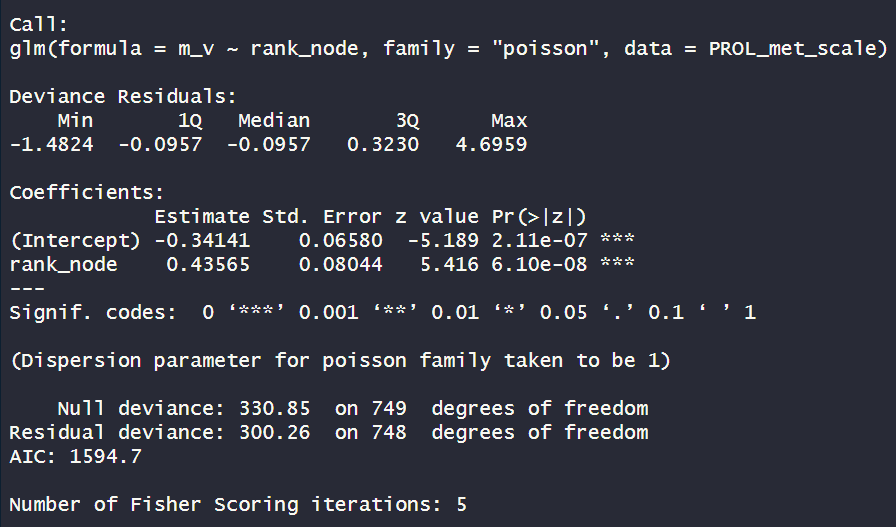 Call:
glm(formula = m_v ~ rank_node, family = "poisson", data = PROL_met_scale)
Deviance Residuals:
    Min       1Q   Median       3Q      Max
-1.4824  -0.0957  -0.0957   0.3230   4.6959
Coefficients:
            Estimate Std. Error z value Pr(>|z|)
(Intercept) -0.34141    0.06580  -5.189 2.11e-07 ***
rank_node    0.43565    0.08044   5.416 6.10e-08 ***
---
Signif. codes:  0 ‘***’ 0.001 ‘**’ 0.01 ‘*’ 0.05 ‘.’ 0.1 ‘ ’ 1
(Dispersion parameter for poisson family taken to be 1)
    Null deviance: 330.85  on 749  degrees of freedom
Residual deviance: 300.26  on 748  degrees of freedom
AIC: 1594.7
Number of Fisher Scoring iterations: 5